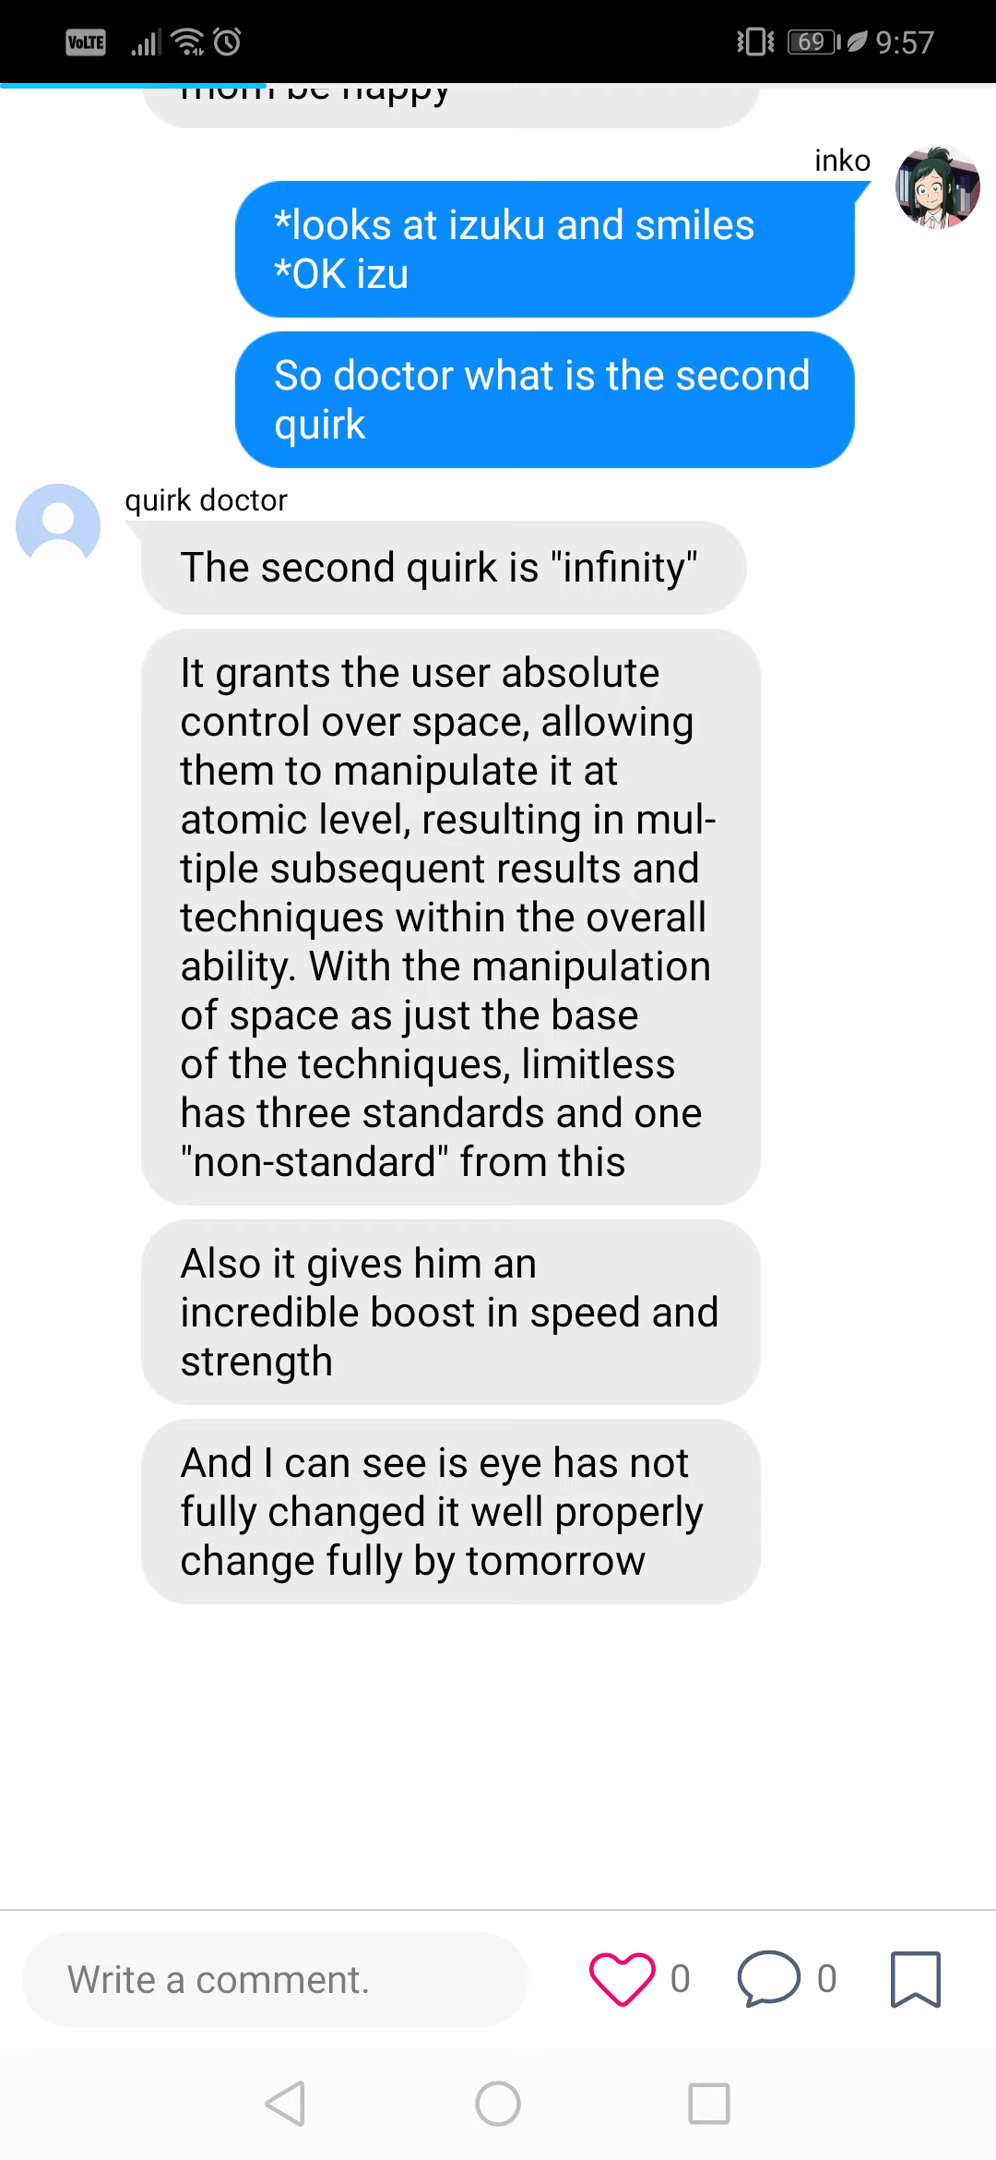 VoLTE
69
9:57
mom be happy
inko
*looks at izuku and smiles
*OK izu
So doctor what is the second
quirk
quirk doctor
The second quirk is "infinity"
It grants the user absolute
control over space, allowing
them to manipulate it at
atomic level, resulting in mul-
tiple subsequent results and
techniques within the overall
ability. With the manipulation
of space as just the base
of the techniques, limitless
has three standards and one
"non-standard" from this
Also it gives him an
incredible boost in speed and
strength
And I can see is eye has not
fully changed it well properly
change fully by tomorrow
Write a comment.
0
0